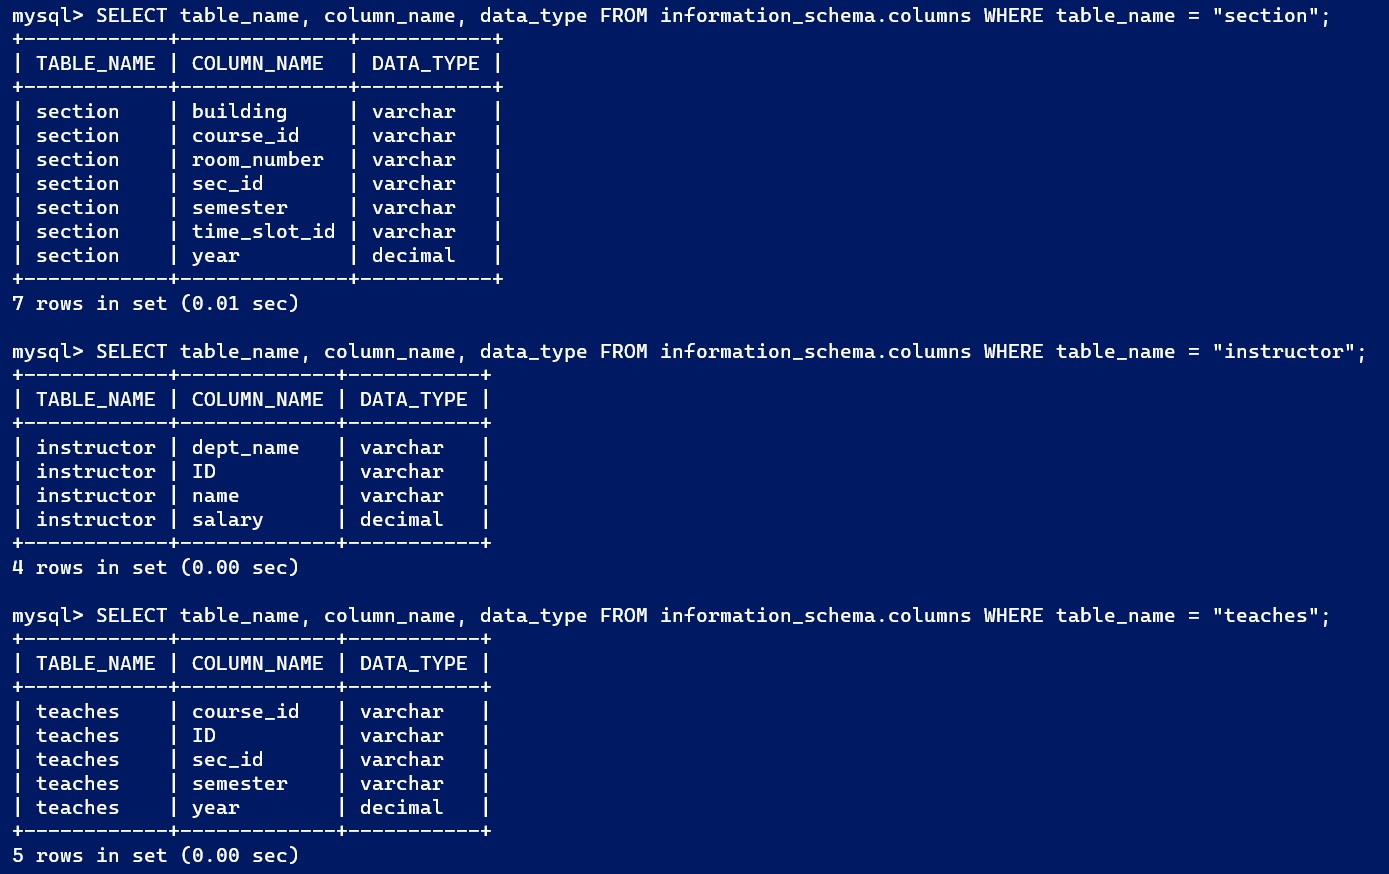 mysql> SELECT table_name, column_name, data_type FROM information_schema.columns WHERE table_name = "section";
+------------+--------------+-----------+
| TABLE_NAME | COLUMN_NAME  | DATA_TYPE |
+------------+--------------+-----------+
| section    | building     | varchar   |
| section    | course_id    | varchar   |
| section    | room_number  | varchar   |
| section    | sec_id       | varchar   |
| section    | semester     | varchar   |
| section    | time_slot_id | varchar   |
| section    | year         | decimal   |
+------------+--------------+-----------+
7 rows in set (0.01 sec)

mysql> SELECT table_name, column_name, data_type FROM information_schema.columns WHERE table_name = "instructor";
+------------+-------------+-----------+
| TABLE_NAME | COLUMN_NAME | DATA_TYPE |
+------------+-------------+-----------+
| instructor | dept_name   | varchar   |
| instructor | ID          | varchar   |
| instructor | name        | varchar   |
| instructor | salary      | decimal   |
+------------+-------------+-----------+
4 rows in set (0.00 sec)

mysql> SELECT table_name, column_name, data_type FROM information_schema.columns WHERE table_name = "teaches";
+------------+-------------+-----------+
| TABLE_NAME | COLUMN_NAME | DATA_TYPE |
+------------+-------------+-----------+
| teaches    | course_id   | varchar   |
| teaches    | ID          | varchar   |
| teaches    | sec_id      | varchar   |
| teaches    | semester    | varchar   |
| teaches    | year        | decimal   |
+------------+-------------+-----------+
5 rows in set (0.00 sec)